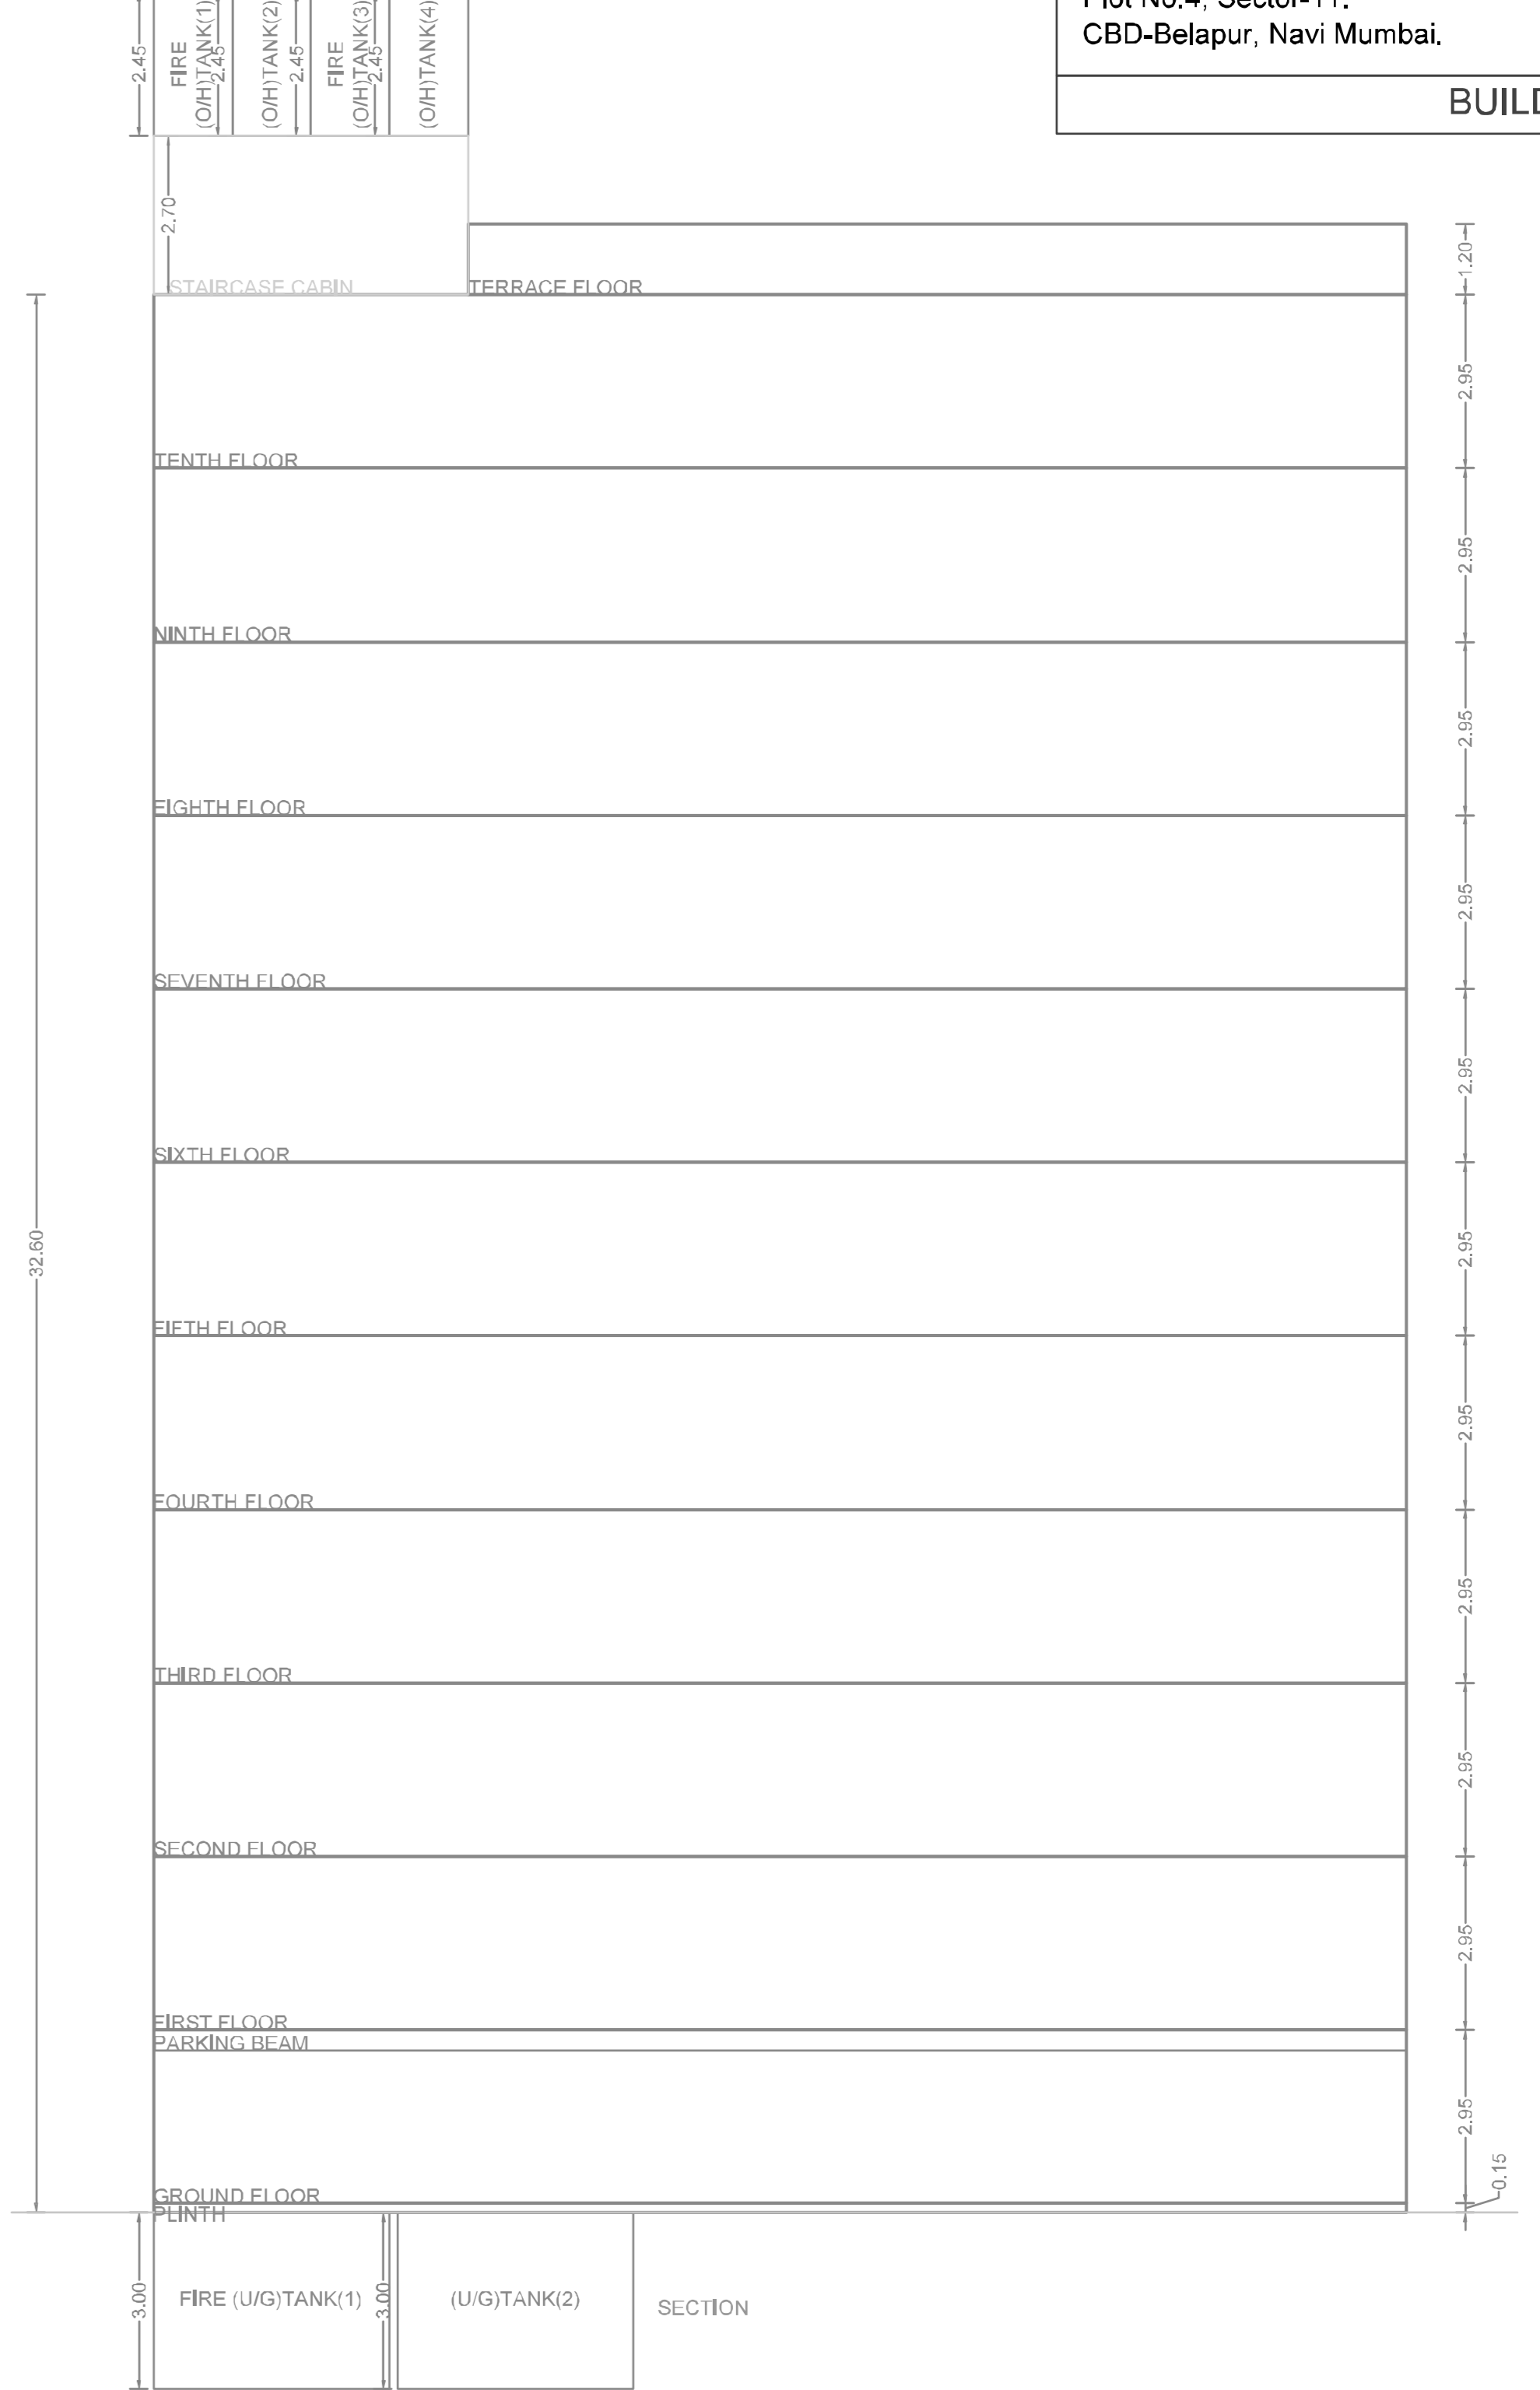 CBD-Belapur, Navi Mumbai.
BUILD
2.45
FIRE
(O/H)TANK(1)
2.45
(O/H)TANK(2)
2.45
FIRE
(O/H)TANK(3)
2.45
(O/H)TANK(4)
2.70
1.20
STAIRCASE CABIN
TERRACE FLOOR
2.95
TENTH FLOOR
2.95
NINTH FLOOR
2.95
EIGHTH FLOOR
2.95
SEVENTH FLOOR
2.95
SIXTH FLOOR
32.60
2.95
FIFTH FLOOR
2.95
FOURTH FLOOR
2.95
THIRD FLOOR
2.95
SECOND FLOOR
2.95
FIRST FLOOR
PARKING BEAM
2.95
0.15
GROUND FLOOR
PLINTH
3.00
FIRE (U/G)TANK(1)
3.00
(U/G)TANK(2)
SECTION